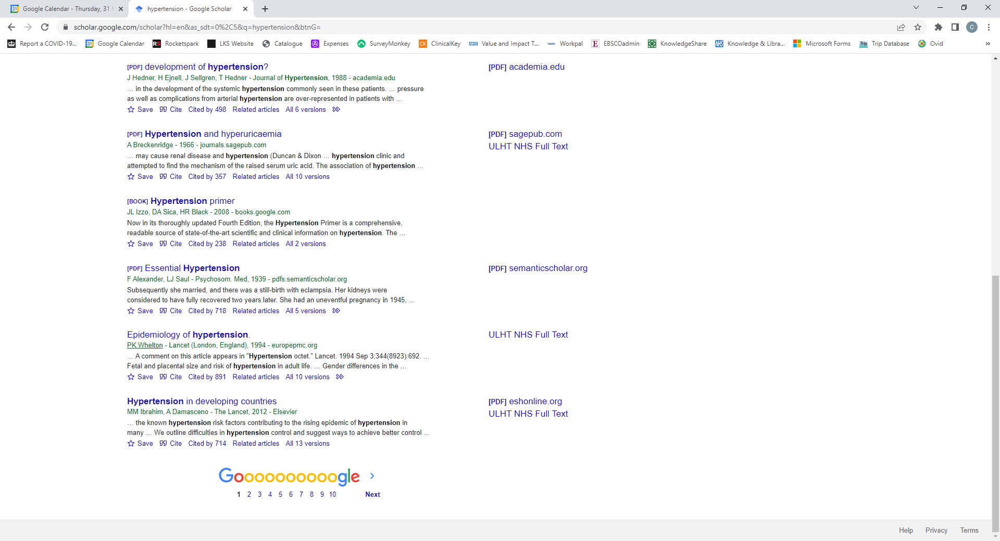 Google Calendar - Thursday, 31
hypertension - Google Scholar
scholar.google.com/scholar?hl=en&as_sdt=0%2C5&q=hypertension&btnG=
C
Report a COVID-19... Google Calendar RS Rocketspark LKS Website Catalogue Expenses SurveyMonkey CK ClinicalKey NHS Value and Impact T... Workpal E EBSCOadmin KnowledgeShare NHS Knowledge & Libra... Microsoft Forms Trip Trip Database Ovid »
[PDF] development of hypertension? [PDF] academia.edu
J Hedner, H Ejnell, J Sellgren, T Hedner - Journal of Hypertension, 1988 - academia.edu
… in the development of the systemic hypertension commonly seen in these patients. … pressure
as well as complications from arterial hypertension are over-represented in patients with …
Save Cite Cited by 498 Related articles All 6 versions
[PDF] Hypertension and hyperuricaemia [PDF] sagepub.com
A Breckenridge - 1966 - journals.sagepub.com ULHT NHS Full Text
… may cause renal disease and hypertension (Duncan & Dixon … hypertension clinic and
attempted to find the mechanism of the raised serum uric acid. The association of hypertension …
Save Cite Cited by 357 Related articles All 10 versions
[BOOK] Hypertension primer
JL Izzo, DA Sica, HR Black - 2008 - books.google.com
Now in its thoroughly updated Fourth Edition, the Hypertension Primer is a comprehensive,
readable source of state-of-the-art scientific and clinical information on hypertension. The …
Save Cite Cited by 238 Related articles All 2 versions
[PDF] Essential Hypertension [PDF] semanticscholar.org
F Alexander, LJ Saul - Psychosom. Med, 1939 - pdfs.semanticscholar.org
Subsequently she married, and there was a still-birth with eclampsia. Her kidneys were
considered to have fully recovered two years later. She had an uneventful pregnancy in 1945, …
Save Cite Cited by 718 Related articles All 5 versions
Epidemiology of hypertension. ULHT NHS Full Text
PK Whelton - Lancet (London, England), 1994 - europepmc.org
… A comment on this article appears in "Hypertension octet." Lancet. 1994 Sep 3;344(8923):692. …
Fetal and placental size and risk of hypertension in adult life. … Gender differences in the …
Save Cite Cited by 891 Related articles All 10 versions
Hypertension in developing countries [PDF] eshonline.org
MM Ibrahim, A Damasceno - The Lancet, 2012 - Elsevier ULHT NHS Full Text
… the known hypertension risk factors contributing to the rising epidemic of hypertension in
many … We outline difficulties in hypertension control and suggest ways to achieve better control …
Save Cite Cited by 714 Related articles All 13 versions
Goooooooooogle
1 2 3 4 5 6 7 8 9 10 Next
Help Privacy Terms